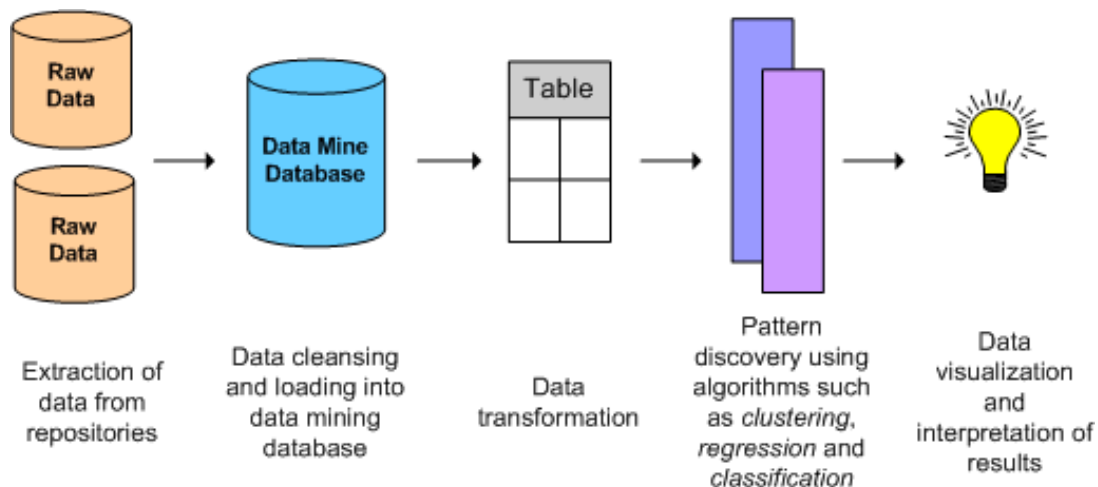 Raw
Data
Raw
Data
Data Mine
Database
Table
Extraction of
data from
repositories
Data cleansing
and loading into
data mining
database
Data
transformation
Pattern
discovery using
algorithms such
as clustering,
regression and
classification
Data
visualization
and
interpretation of
results